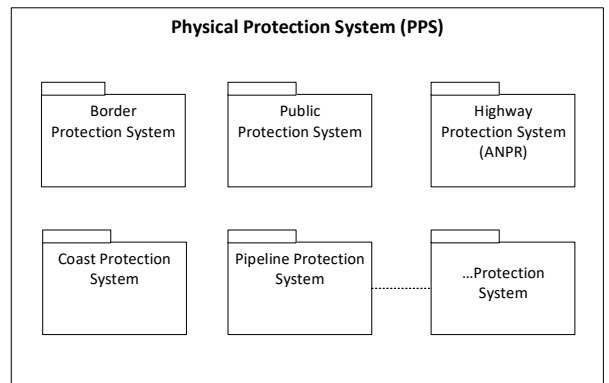 Physical Protection System (PPS)
Border
Protection System
Public
Protection System
Highway
Protection System
(ANPR)
Coast Protection
System
Pipeline Protection
System
...Protection
System